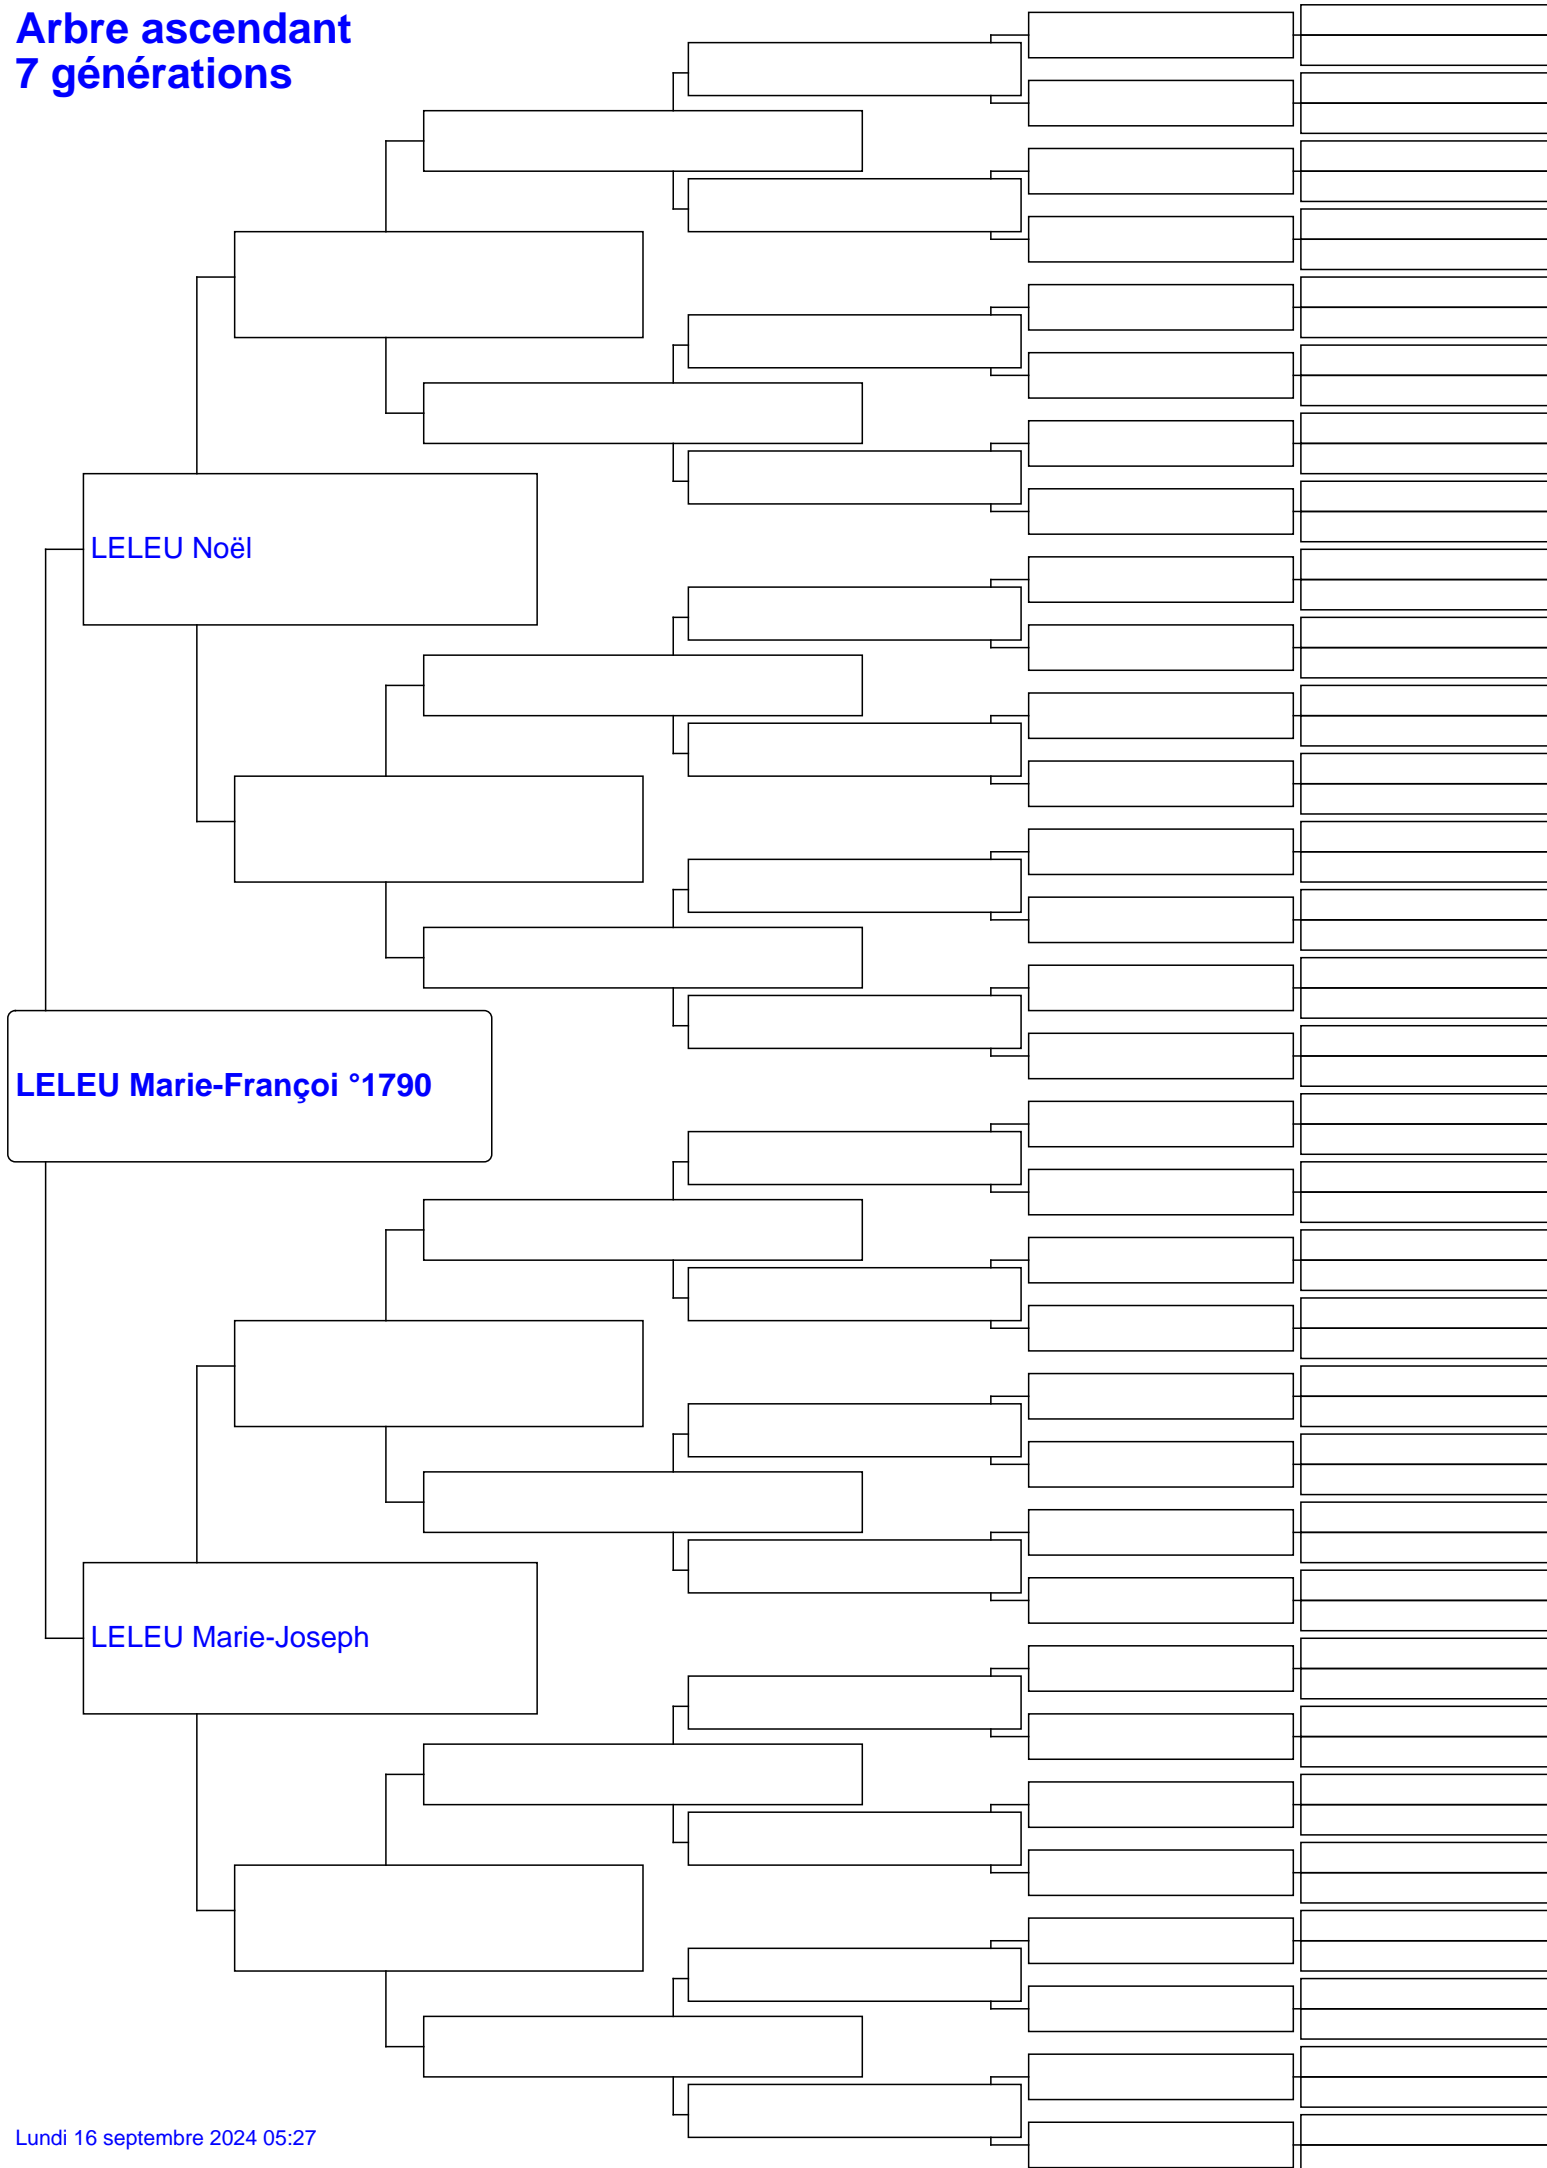 Arbre ascendant
7 générations
LELEU Noël
LELEU Marie-Françoi °1790
LELEU Marie-Joseph
Lundi 16 septembre 2024 05:27